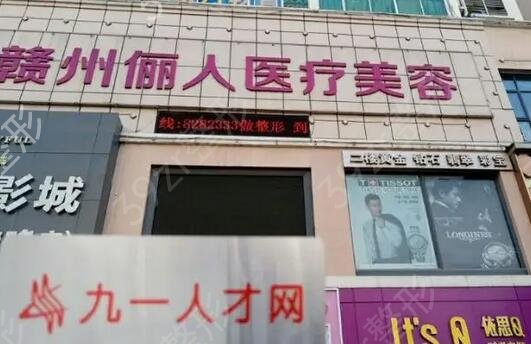 赣州俪人医疗美容
线:8282333做整形 到
二楼黄金 钻石 翡翠 彩宝
TISSOT
LONGINES
影城
九一人才网
It's Q 依思Q